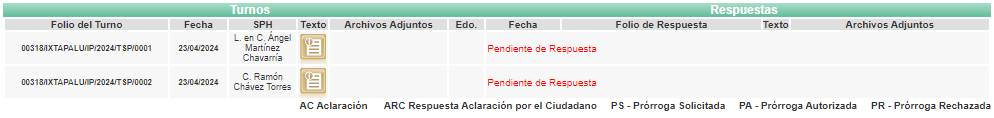 Turnos Respuestas
Folio del Turno Fecha SPH Texto Archivos Adjuntos Edo. Fecha Folio de Respuesta Texto Archivos Adjuntos
00318/IXTAPALU/IP/2024/TSP/0001 23/04/2024 L. en C. Ángel Martínez Chavarría Pendiente de Respuesta
00318/IXTAPALU/IP/2024/TSP/0002 23/04/2024 C. Ramón Chávez Torres Pendiente de Respuesta
AC Aclaración ARC Respuesta Aclaración por el Ciudadano PS - Prórroga Solicitada PA - Prórroga Autorizada PR - Prórroga Rechazada